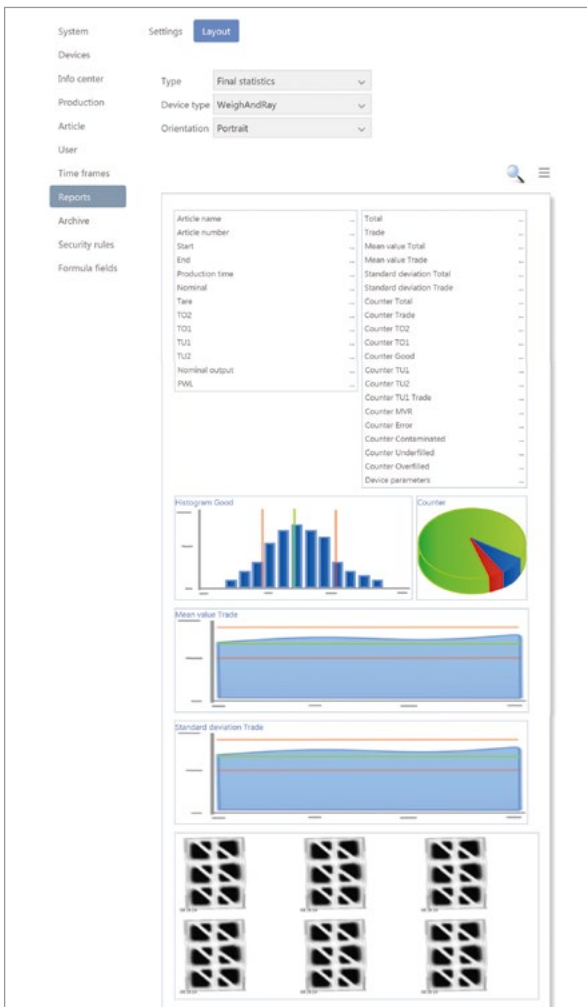 System
Devices
Info center
Production
Article
User
Time frames
Reports
Archive
Security rules
Formula fields
Settings Layout
Type Final statistics
Device type WeighAndRay
Orientation Portrait
Article name ...
Article number ...
Start ...
End ...
Production time ...
Nominal ...
Tare ...
TO2 ...
TO1 ...
TU1 ...
TU2 ...
Nominal output ...
PWL ...
Total ...
Trade ...
Mean value Total ...
Mean value Trade ...
Standard deviation Total ...
Standard deviation Trade ...
Counter Total ...
Counter Trade ...
Counter TO2 ...
Counter TO1 ...
Counter Good ...
Counter TU1 ...
Counter TU2 ...
Counter TU1 Trade ...
Counter MVR ...
Counter Error ...
Counter Contaminated ...
Counter Underfilled ...
Counter Overfilled ...
Device parameters ...
Histogram Good
Counter
Mean value Trade
Standard deviation Trade